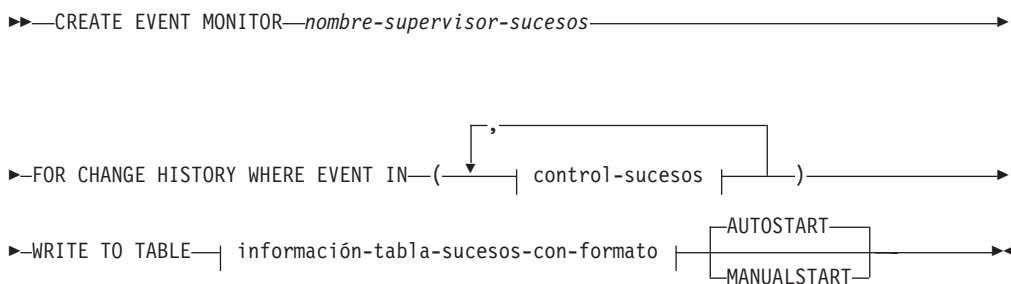 CREATE EVENT MONITOR nombre-supervisor-sucesos
,
FOR CHANGE HISTORY WHERE EVENT IN ( control-sucesos )
AUTOSTART
WRITE TO TABLE información-tabla-sucesos-con-formato
MANUALSTART